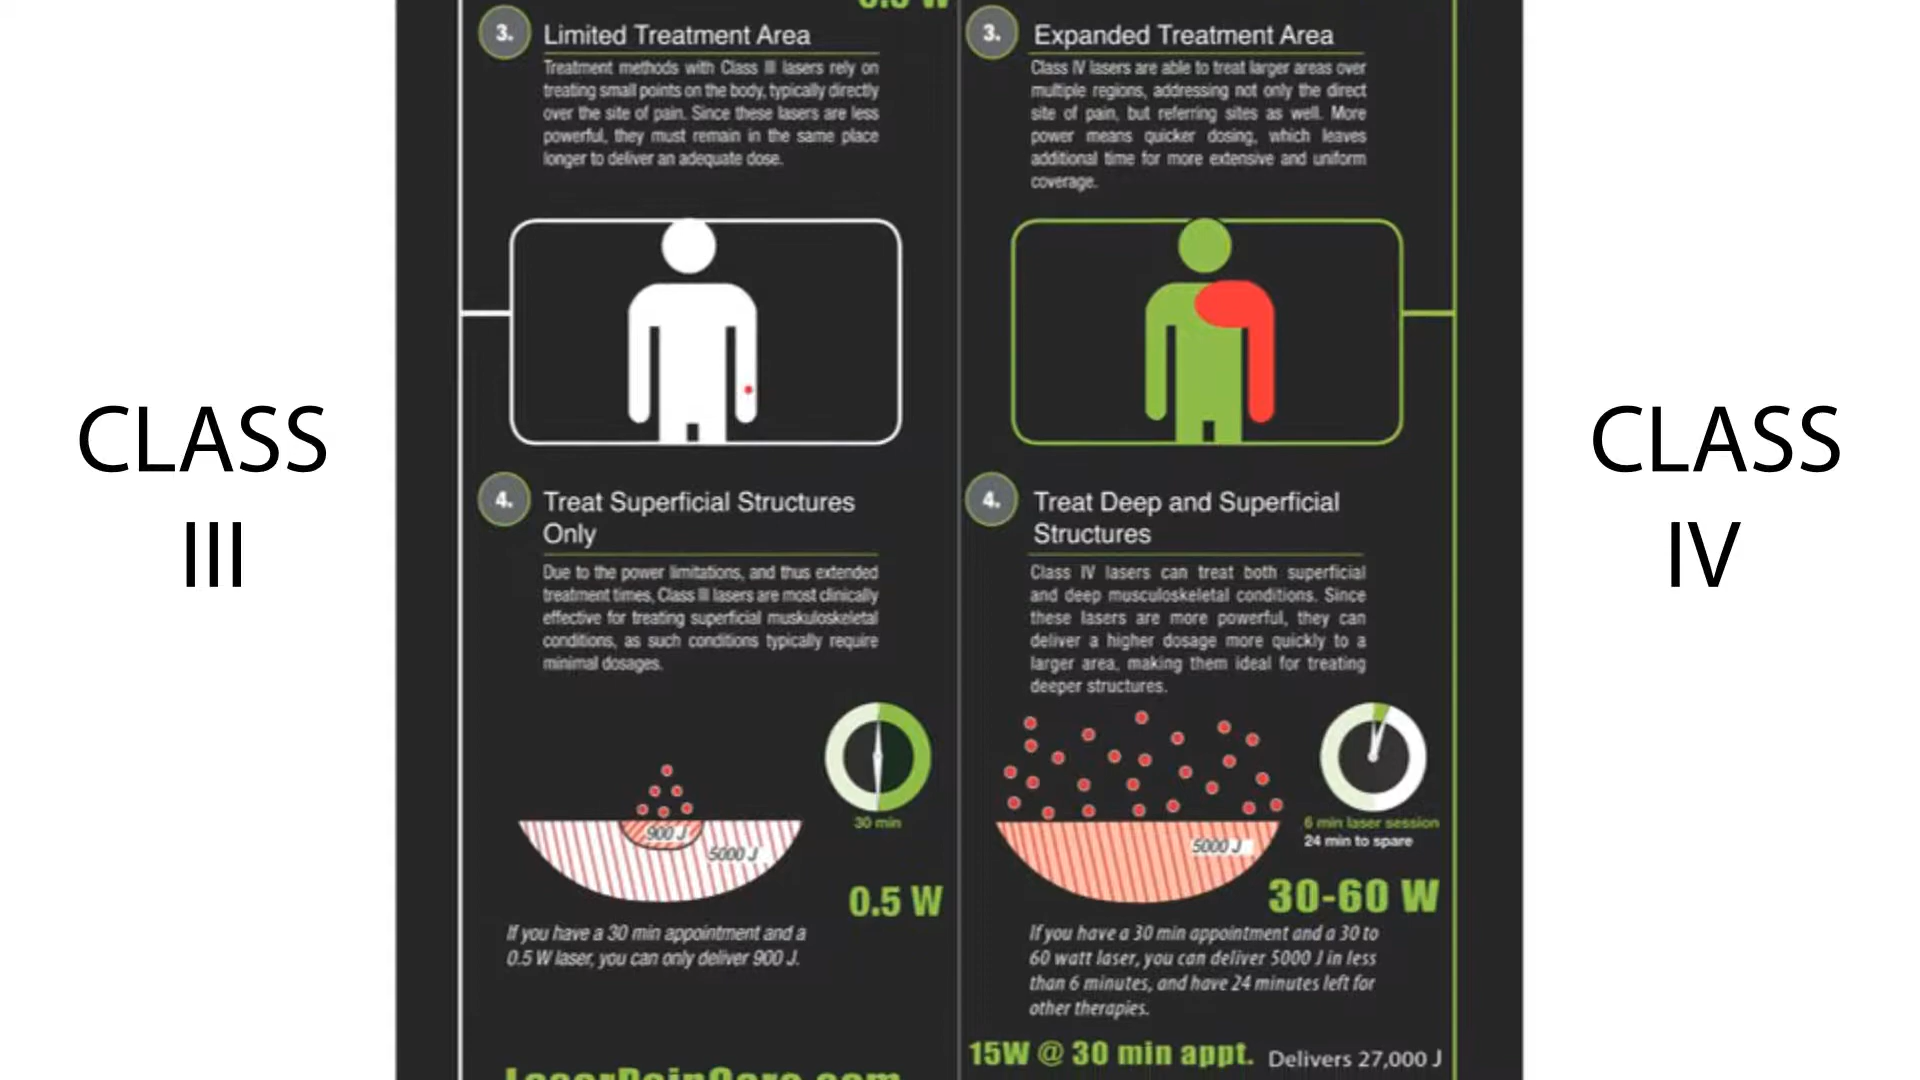 CLASS
III
0.5 W
3.
Limited Treatment Area
Treatment methods with Class III lasers rely on
treating small points on the body, typically directly
over the site of pain. Since these lasers are less
powerful, they must remain in the same place
longer to deliver an adequate dose.
4.
Treat Superficial Structures
Only
Due to the power limitations, and thus extended
treatment times, Class III lasers are most clinically
effective for treating superficial muskuloskeletal
conditions, as such conditions typically require
minimal dosages.
30 min
900 J
5000 J
0.5 W
If you have a 30 min appointment and a
0.5 W laser, you can only deliver 900 J.
LaserPainCare.com
3.
Expanded Treatment Area
Class IV lasers are able to treat larger areas over
multiple regions, addressing not only the direct
site of pain, but referring sites as well. More
power means quicker dosing, which leaves
additional time for more extensive and uniform
coverage.
4.
Treat Deep and Superficial
Structures
Class IV lasers can treat both superficial
and deep musculoskeletal conditions. Since
these lasers are more powerful, they can
deliver a higher dosage more quickly to a
larger area, making them ideal for treating
deeper structures.
6 min laser session
24 min to spare
5000 J
30-60 W
If you have a 30 min appointment and a 30 to
60 watt laser, you can deliver 5000 J in less
than 6 minutes, and have 24 minutes left for
other therapies.
15W @ 30 min appt. Delivers 27,000 J
CLASS
IV